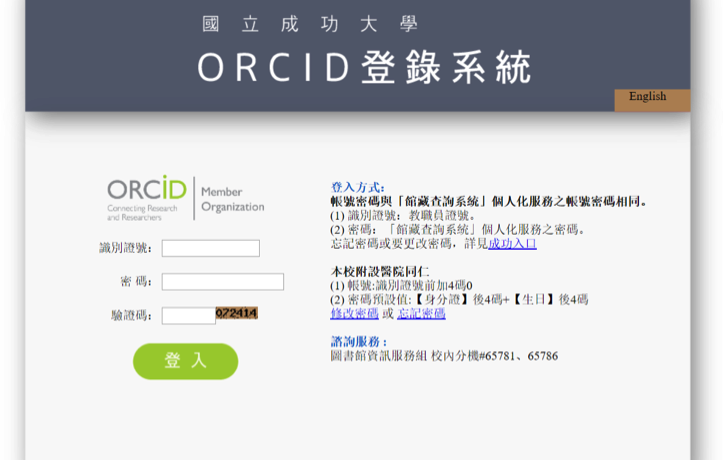 國立成功大學
ORCID登錄系統
English
ORCID
Connecting Research
and Researchers
Member
Organization
識別證號：
密 碼：
驗證碼：
072414
登 入
登入方式:
帳號密碼與「館藏查詢系統」個人化服務之帳號密碼相同。
(1) 識別證號：教職員證號。
(2) 密碼：「館藏查詢系統」個人化服務之密碼。
忘記密碼或要更改密碼，詳見成功入口
本校附設醫院同仁
(1) 帳號:識別證號前加4碼0
(2) 密碼預設值:【身分證】後4碼+【生日】後4碼
修改密碼 或 忘記密碼
諮詢服務：
圖書館資訊服務組 校內分機#65781、65786